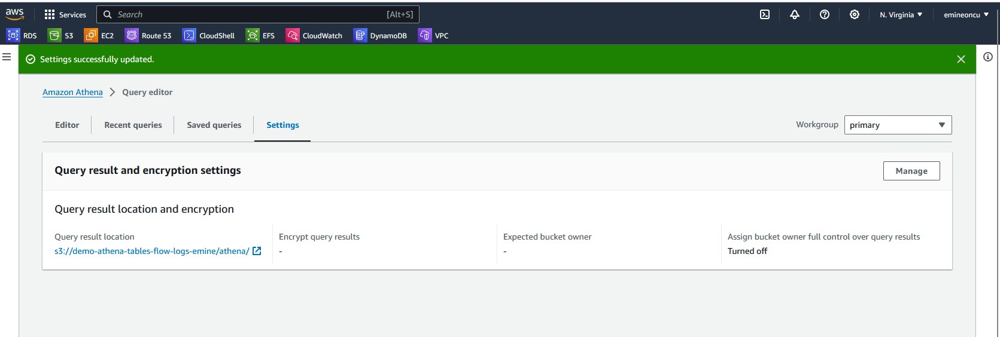 aws Services Search [Alt+S] N. Virginia emineoncu
RDS S3 EC2 Route 53 CloudShell EFS CloudWatch DynamoDB VPC
Settings successfully updated.
Amazon Athena Query editor
Editor Recent queries Saved queries Settings Workgroup primary
Query result and encryption settings Manage
Query result location and encryption
Query result location Encrypt query results Expected bucket owner Assign bucket owner full control over query results
s3://demo-athena-tables-flow-logs-emine/athena/ - - Turned off